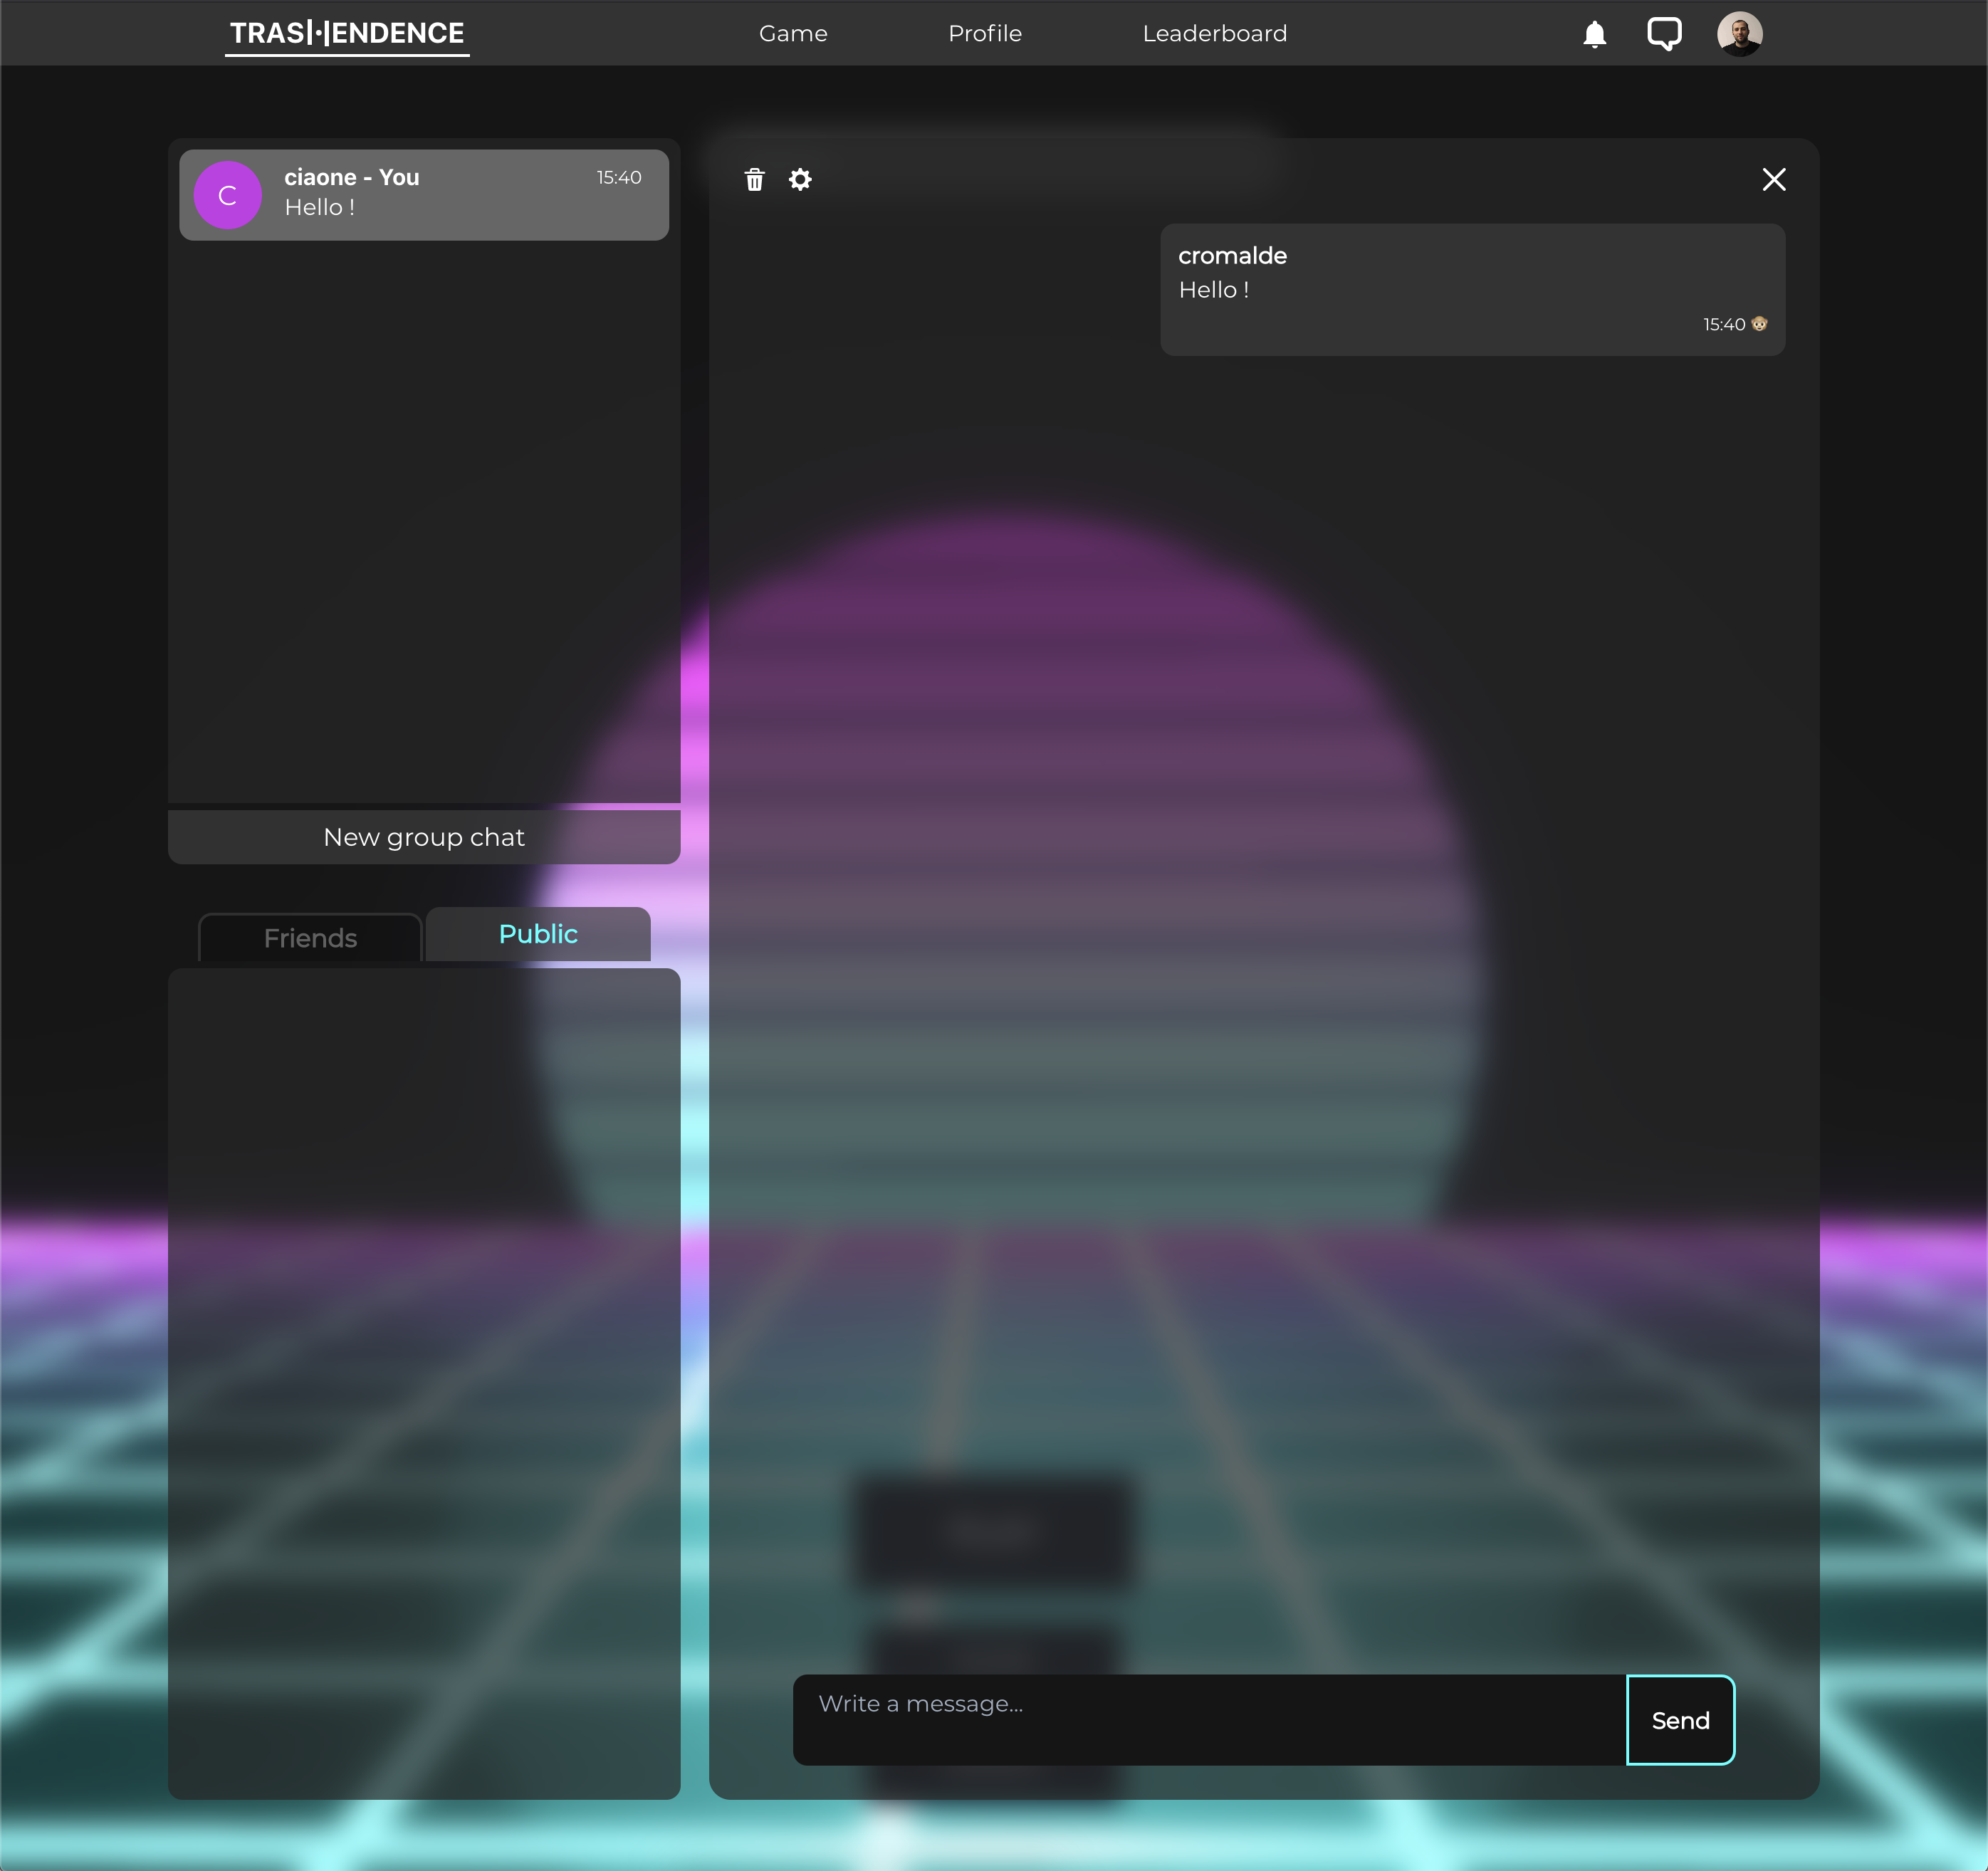 TRAS|·|ENDENCE
Game
Profile
Leaderboard
C
ciaone - You
15:40
Hello !
cromalde
Hello !
15:40 🐵
New group chat
Friends
Public
Write a message...
Send